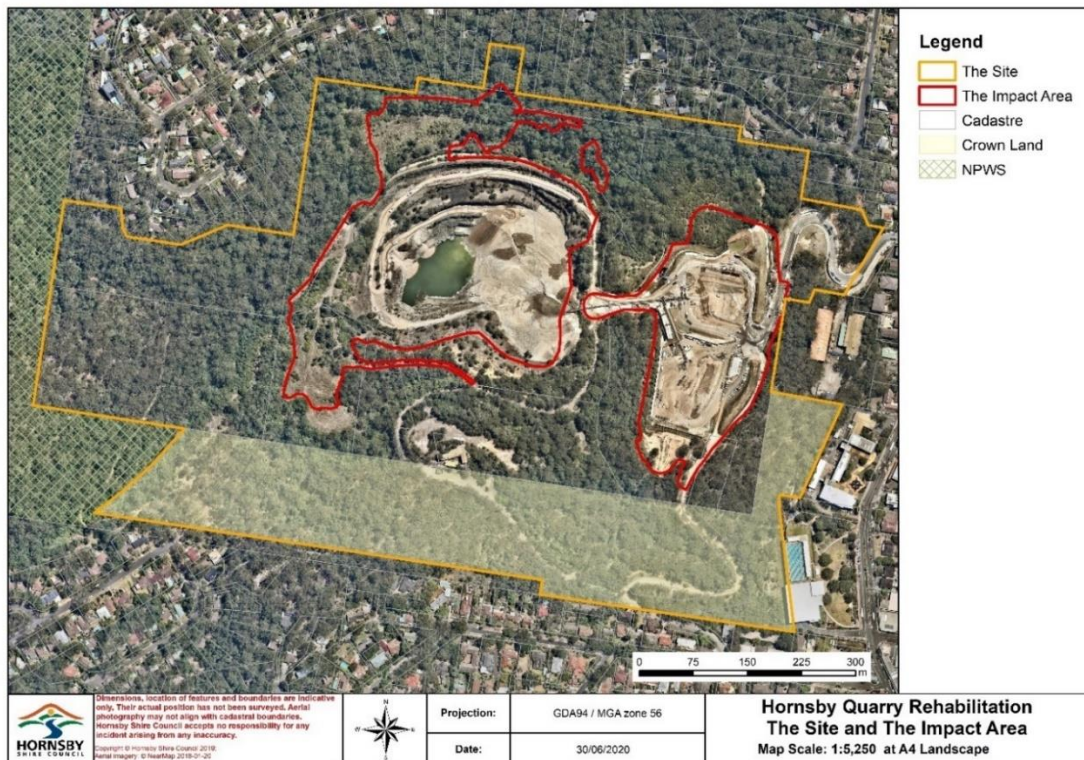 Legend
The Site
The Impact Area
Cadastre
Crown Land
NPWS
0 75 150 225 300
m
HORNSBY
SHIRE COUNCIL
Dimensions, location of features and boundaries are indicative
only, Their actual position has not been surveyed, Aerial
photography may not align with cadastral boundaries.
Hornsby Shire Council accepts no responsibility for any
incident arising from any inaccuracy.
Copyright © Hornsby Shire Council 2019;
Aerial Imagery: © NearMap
Projection:
GDA94 / MGA zone 56
Date:
30/06/2020
Hornsby Quarry Rehabilitation
The Site and The Impact Area
Map Scale: 1:5,250 at A4 Landscape